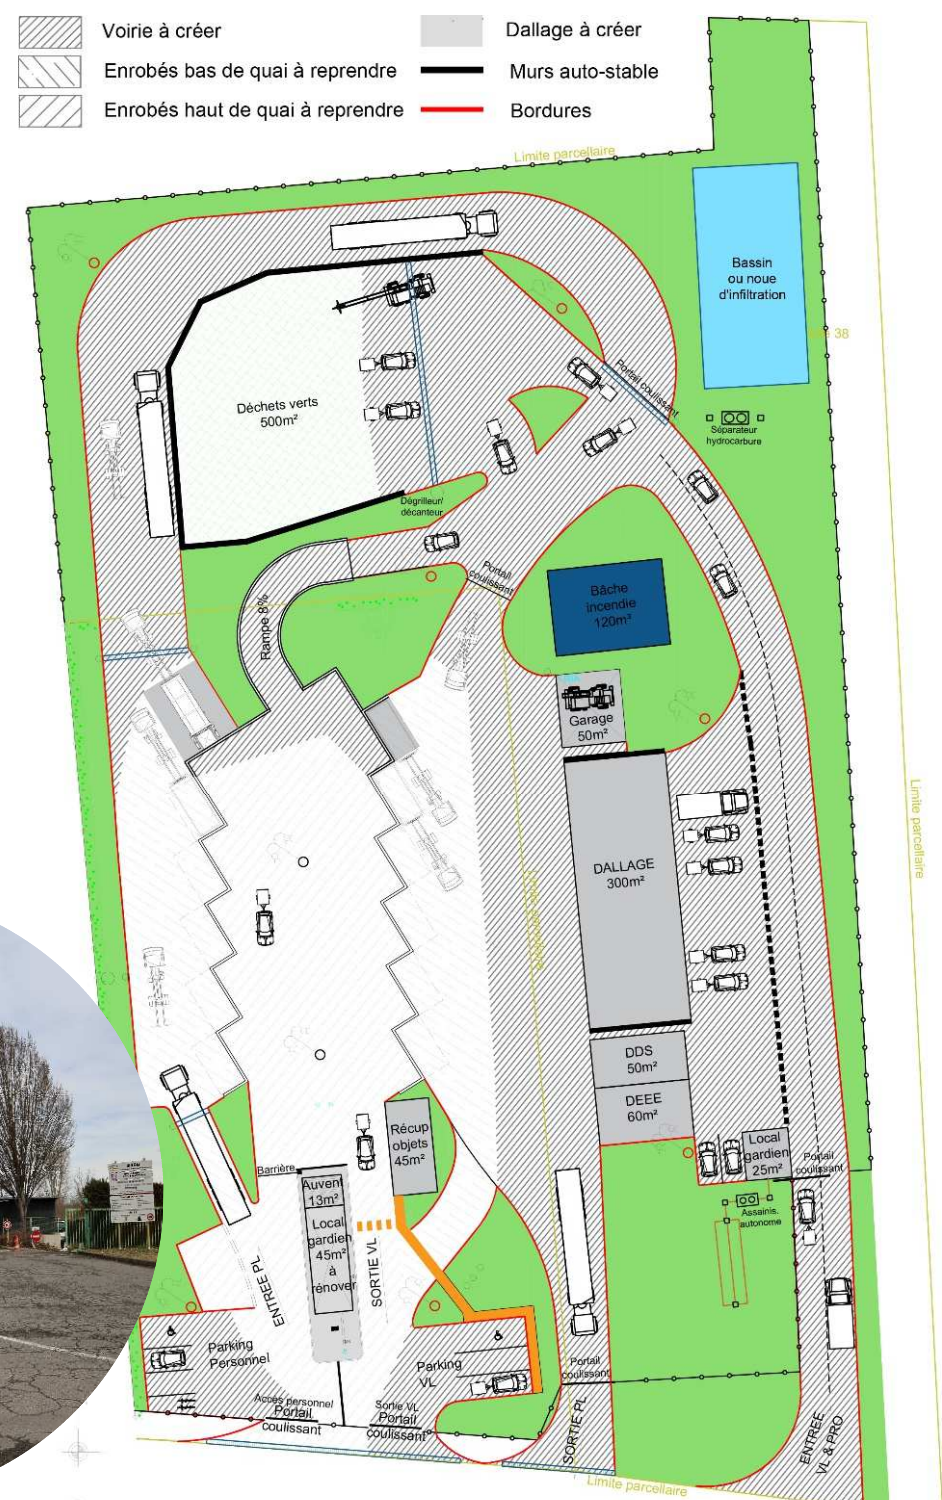 Voirie à créer
Enrobés bas de quai à reprendre
Enrobés haut de quai à reprendre
Dallage à créer
Murs auto-stable
Bordures
Limite parcellaire
Bassin
ou noue
d'infiltration
38
Portail coulissant
Séparateur
hydrocarbure
Déchets verts
500m²
Dégrilleur/
décanteur
Portail
coulissant
Rampe 8%
Bâche
incendie
120m²
Garage
50m²
DALLAGE
300m²
Limite parcellaire
Limite parcellaire
DDS
50m²
DEEE
60m²
Récup
objets
45m²
Local
gardien
25m²
Portail
coulissant
Barrière
Auvent
13m²
Local
gardien
45m²
à
rénover
Assainis.
autonome
ENTREE PL
SORTIE VL
Parking
Personnel
Parking
VL
Portail
coulissant
Accès personnel
Portail
coulissant
Sortie VL
Portail
coulissant
SORTIE PL
ENTREE
VL & PRO
Limite parcellaire